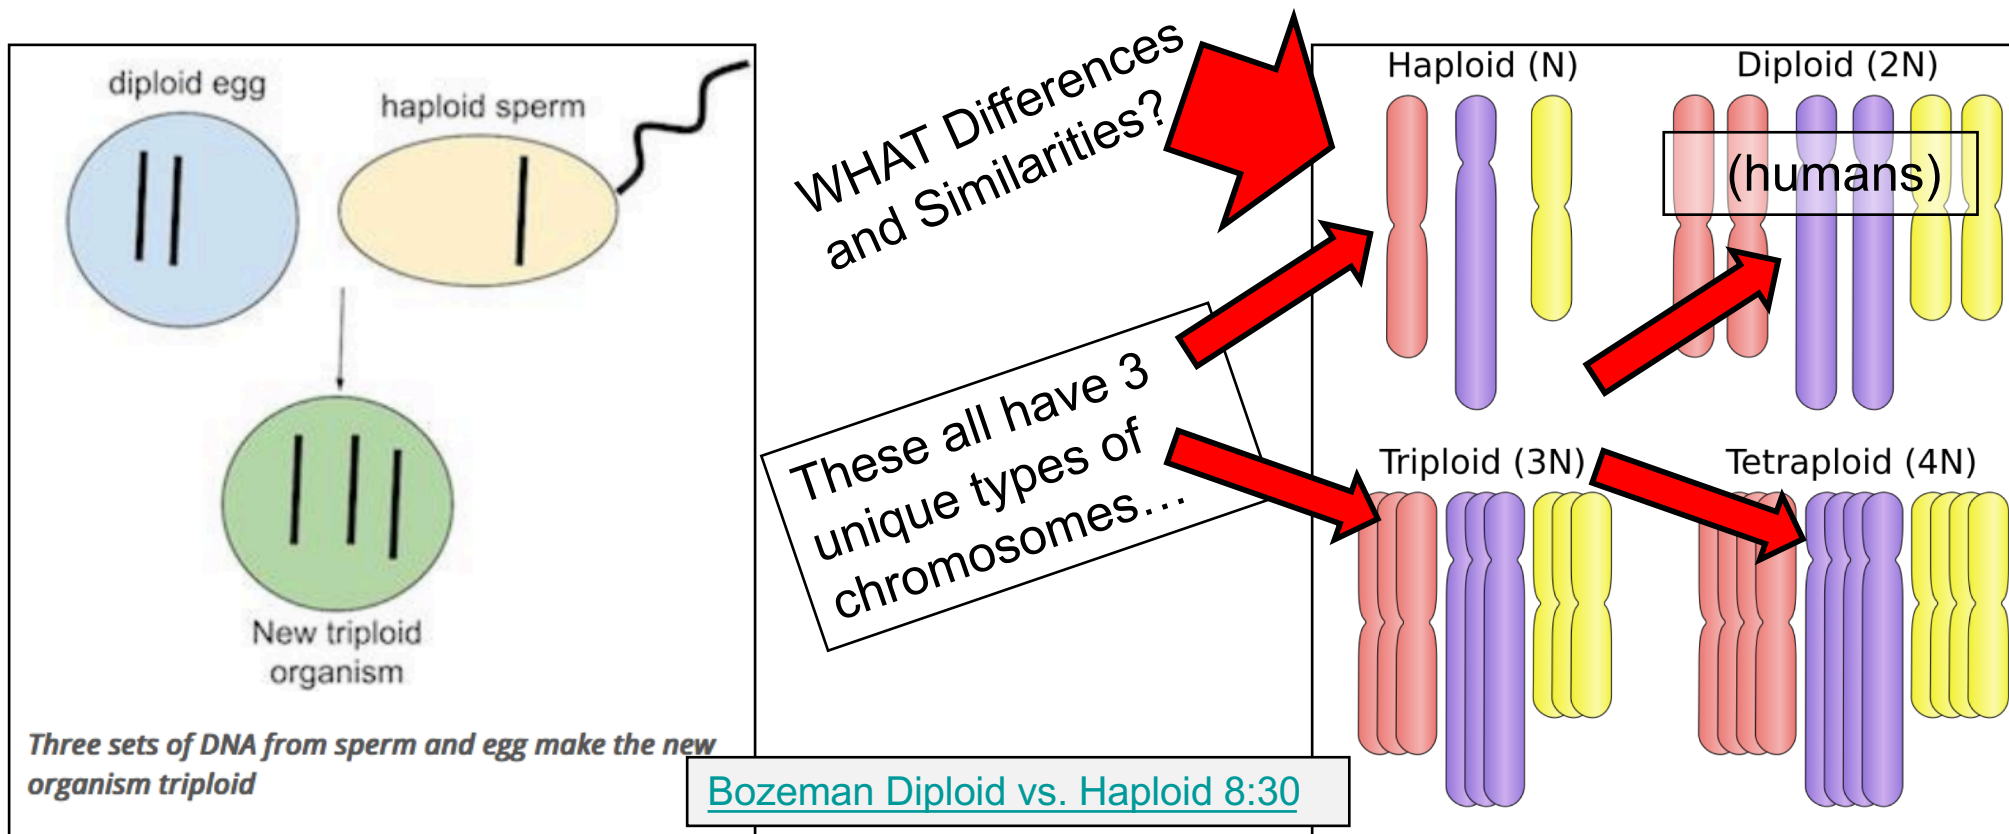 diploid egg
haploid sperm
New triploid
organism
Three sets of DNA from sperm and egg make the new
organism triploid
WHAT Differences
and Similarities?
These all have 3
unique types of
chromosomes...
Bozeman Diploid vs. Haploid 8:30
Haploid (N)
Diploid (2N)
(humans)
Triploid (3N)
Tetraploid (4N)